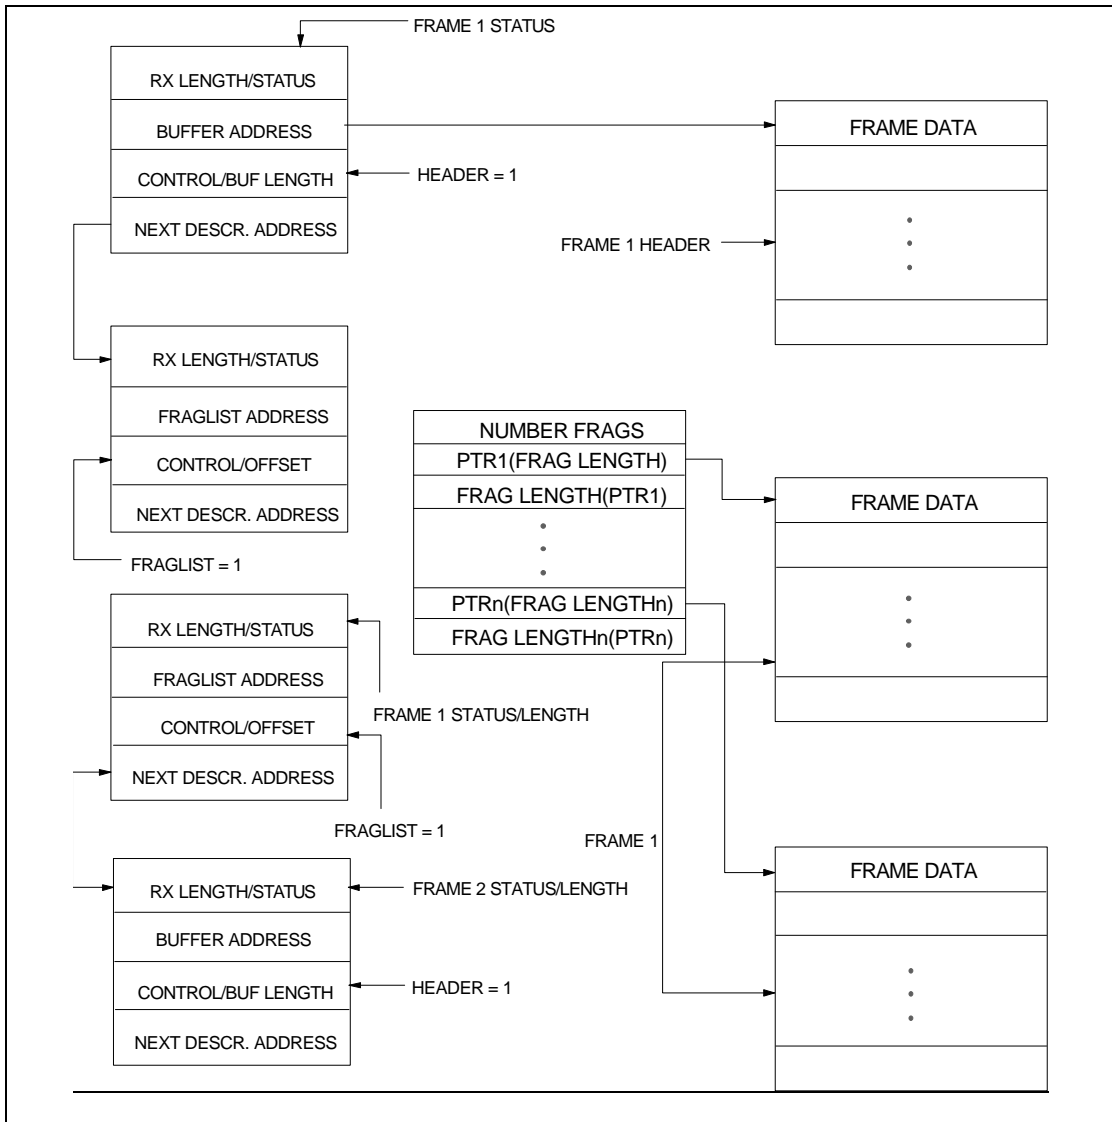 FRAME 1 STATUS
RX LENGTH/STATUS
BUFFER ADDRESS
FRAME DATA
CONTROL/BUF LENGTH
HEADER = 1
NEXT DESCR. ADDRESS
FRAME 1 HEADER
RX LENGTH/STATUS
FRAGLIST ADDRESS
CONTROL/OFFSET
NEXT DESCR. ADDRESS
FRAGLIST = 1
NUMBER FRAGS
PTR1(FRAG LENGTH)
FRAG LENGTH(PTR1)
PTRn(FRAG LENGTHn)
FRAG LENGTHn(PTRn)
FRAME DATA
RX LENGTH/STATUS
FRAGLIST ADDRESS
FRAME 1 STATUS/LENGTH
CONTROL/OFFSET
NEXT DESCR. ADDRESS
FRAGLIST = 1
FRAME 1
FRAME DATA
RX LENGTH/STATUS
FRAME 2 STATUS/LENGTH
BUFFER ADDRESS
CONTROL/BUF LENGTH
HEADER = 1
NEXT DESCR. ADDRESS